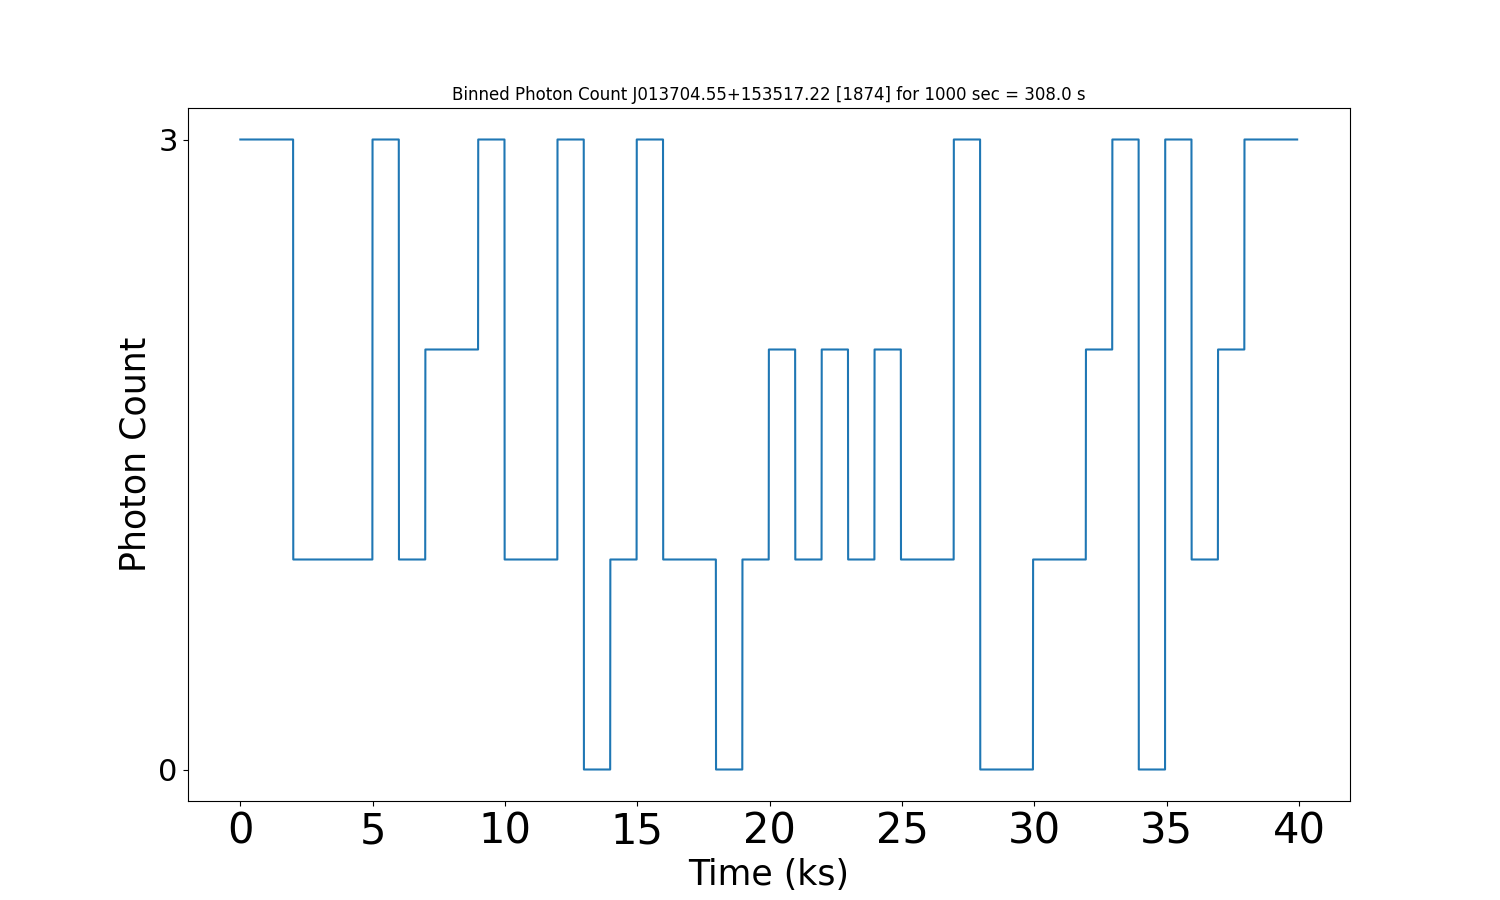 Binned Photon Count J013704.55+153517.22 [1874] for 1000 sec = 308.0 s
3
Photon Count
0
0 5 10 15 20 25 30 35 40
Time (ks)